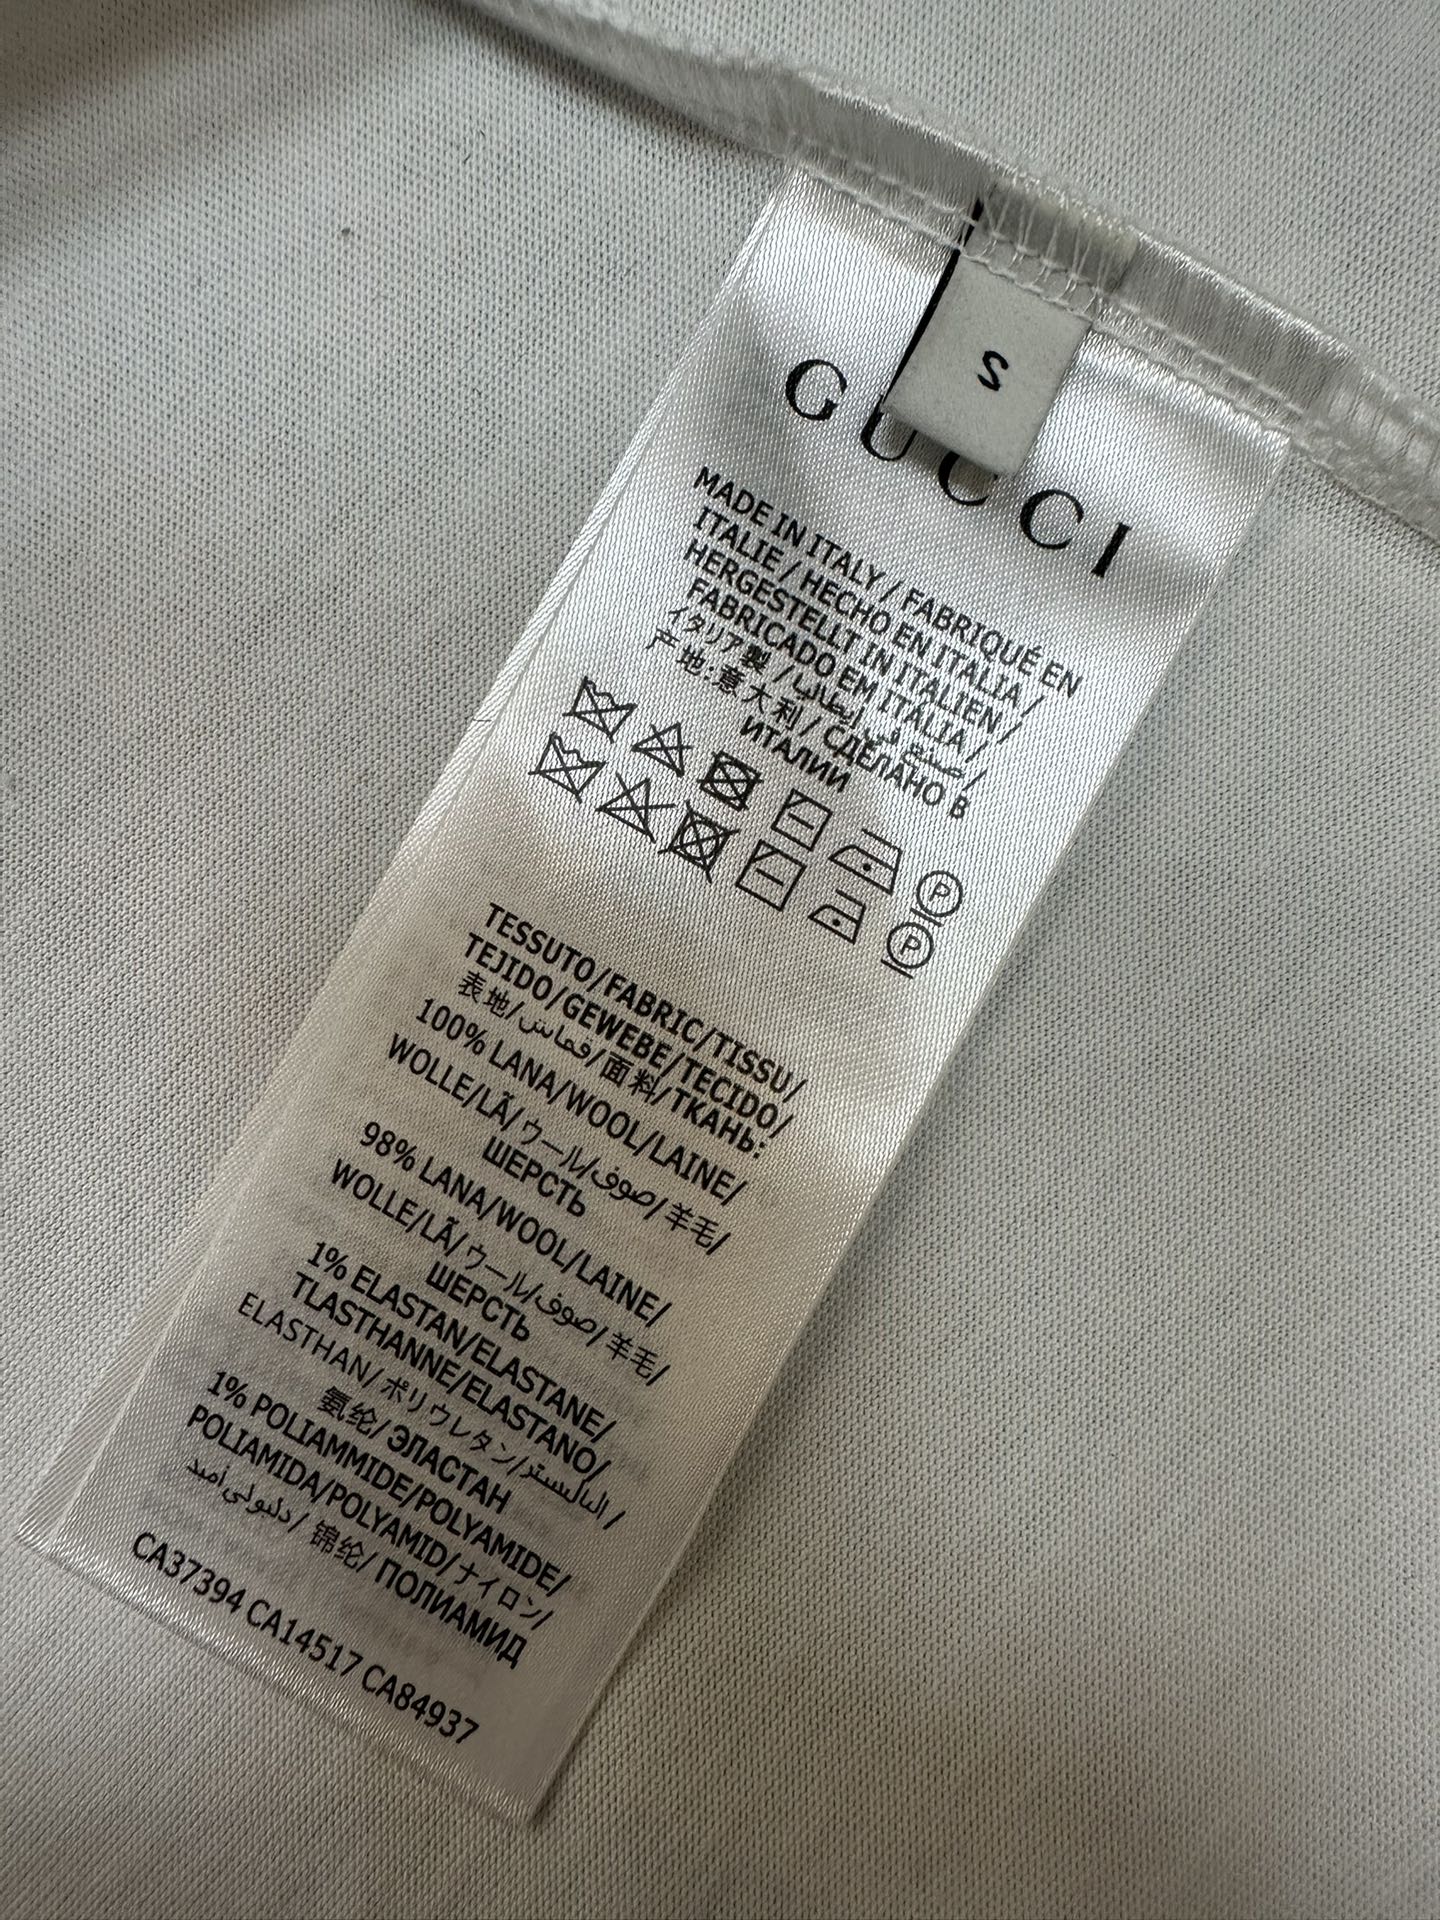 S
GUCCI
MADE IN ITALY / FABRIQUÉ EN
ITALIE / HECHO EN ITALIA /
HERGESTELLT IN ITALIEN /
FABRICADO EM ITÁLIA /
イタリア製 / صنع في إيطاليا /
产地:意大利 / СДЕЛАНО В
ИТАЛИИ
P
P
TESSUTO/FABRIC/TISSU/
TEJIDO/GEWEBE/TECIDO/
表地/قماش/面料/ТКАНЬ:
100% LANA/WOOL/LAINE/
WOLLE/LÃ/ウール/صوف/羊毛/
ШЕРСТЬ
98% LANA/WOOL/LAINE/
WOLLE/LÃ/ウール/صوف/羊毛/
ШЕРСТЬ
1% ELASTAN/ELASTANE/
TLASTHANNE/ELASTANO/
ELASTHAN/ポリウレタン/ /
氨纶/ЭЛАСТАН
1% POLIAMMIDE/POLYAMIDE/
POLIAMIDA/POLYAMID/ナイロン/
/锦纶/ПОЛИАМИД
CA37394 CA14517 CA84937